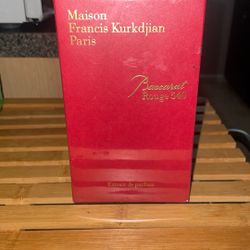 Maison
Francis Kurkdjian
Paris
Baccarat
Rouge 540
Extrait de parfum